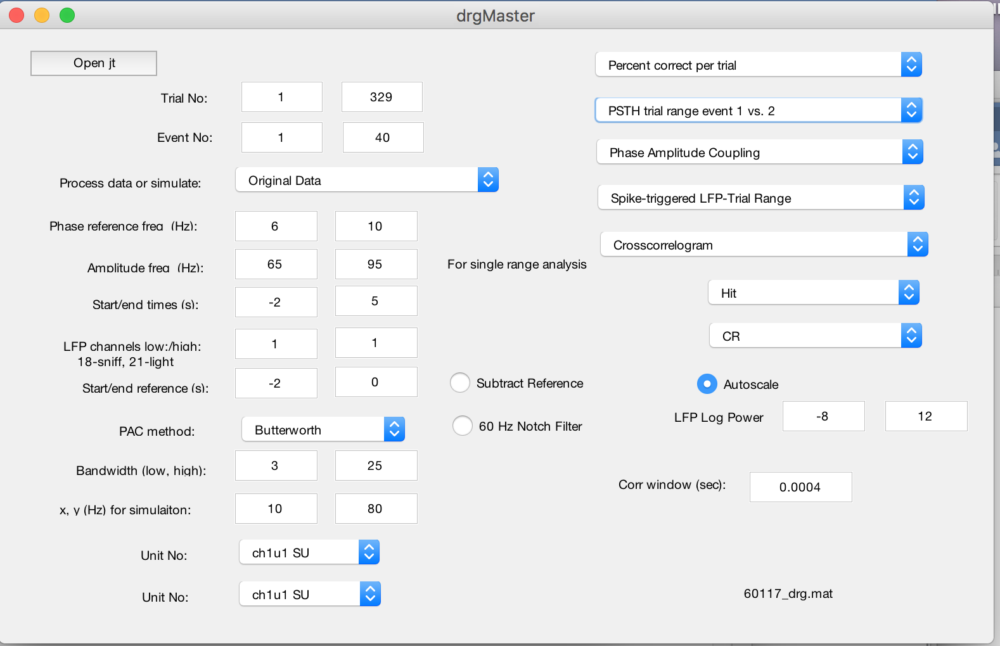 drgMaster
Open jt
Trial No: 1 329
Event No: 1 40
Process data or simulate: Original Data
Phase reference freq (Hz): 6 10
Amplitude freq (Hz): 65 95
For single range analysis
Start/end times (s): -2 5
LFP channels low:/high: 1 1
18-sniff, 21-light
Start/end reference (s): -2 0
Subtract Reference
PAC method: Butterworth
60 Hz Notch Filter
Bandwidth (low, high): 3 25
x, y (Hz) for simulaiton: 10 80
Unit No: ch1u1 SU
Unit No: ch1u1 SU
Percent correct per trial
PSTH trial range event 1 vs. 2
Phase Amplitude Coupling
Spike-triggered LFP-Trial Range
Crosscorrelogram
Hit
CR
Autoscale
LFP Log Power -8 12
Corr window (sec): 0.0004
60117_drg.mat